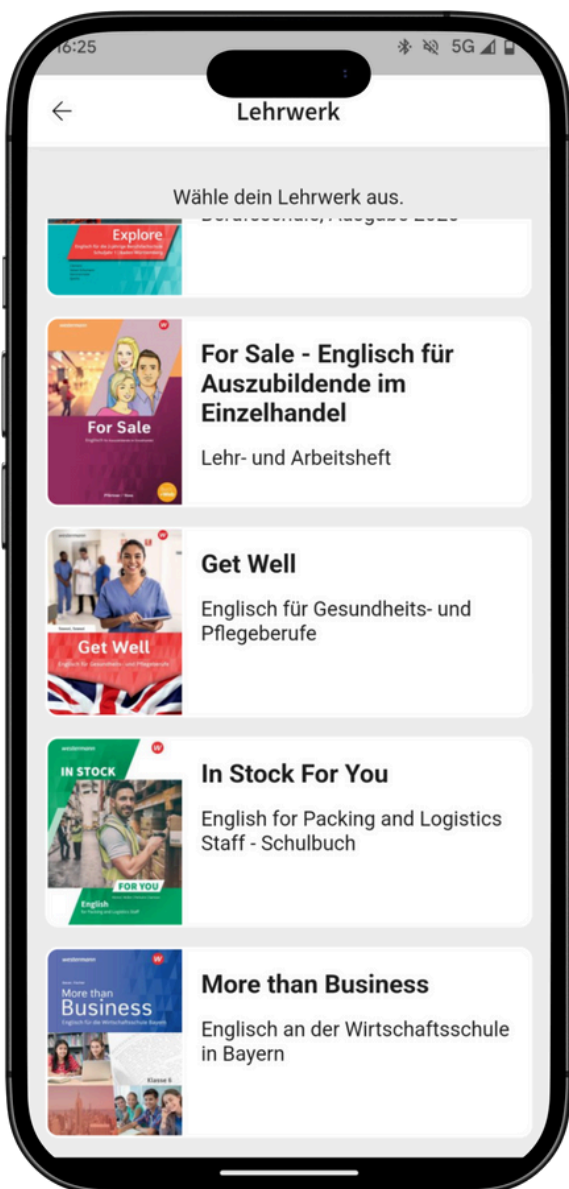 16:25
5G
Lehrwerk
Wähle dein Lehrwerk aus.
Explore
westermann
For Sale
For Sale - Englisch für
Auszubildende im
Einzelhandel
Lehr- und Arbeitsheft
Get Well
Englisch für Gesundheits- und Pflegeberufe
Get Well
Englisch für Gesundheits- und
Pflegeberufe
westermann
IN STOCK
FOR YOU
English
for Packing and Logistics Staff
In Stock For You
English for Packing and Logistics
Staff - Schulbuch
westermann
More than
Business
Englisch für die Wirtschaftsschule Bayern
Klasse 6
More than Business
Englisch an der Wirtschaftsschule
in Bayern